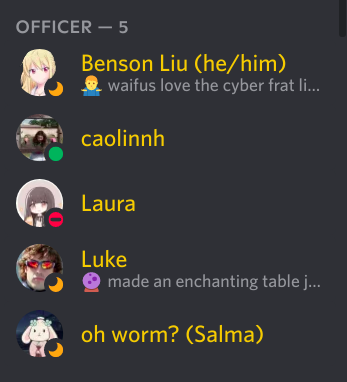 OFFICER — 5
Benson Liu (he/him)
🙅‍♂️ waifus love the cyber frat li...
caolinnh
Laura
Luke
🔮 made an enchanting table j...
oh worm? (Salma)